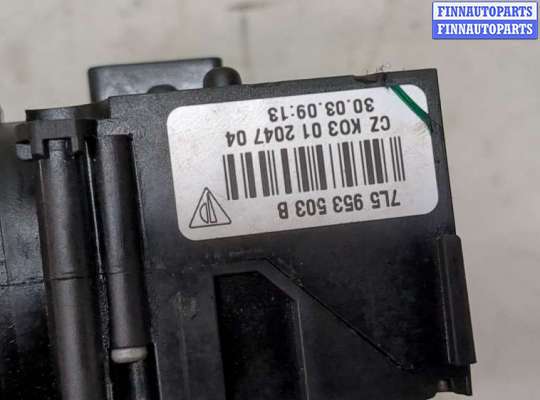 FINNAUTOPARTS
FINNAUTOPARTS
7L5 953 503 B
CZ K03 01 2047 04
30.03.09:13